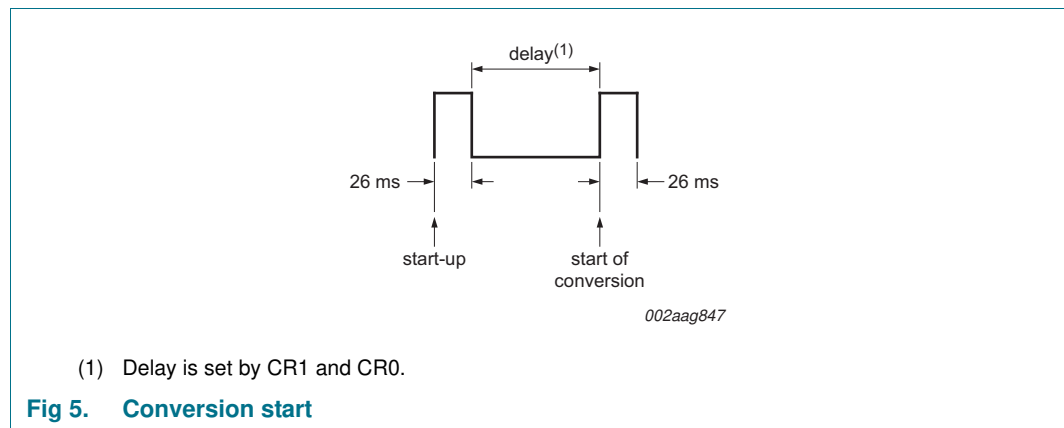 delay(1)
26 ms
26 ms
start-up
start of
conversion
002aag847
(1) Delay is set by CR1 and CR0.
Fig 5. Conversion start